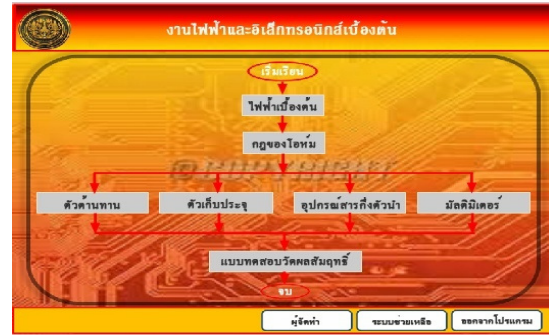 งานไฟฟ้าและอิเล็กทรอนิกส์เบื้องต้น
เริ่มเรียน
ไฟฟ้าเบื้องต้น
กฎของโอห์ม
@COPYRIGHT
ตัวต้านทาน ตัวเก็บประจุ อุปกรณ์สารกึ่งตัวนำ มัลติมิเตอร์
แบบทดสอบวัดผลสัมฤทธิ์
จบ
ผู้จัดทำ ระบบช่วยเหลือ ออกจากโปรแกรม